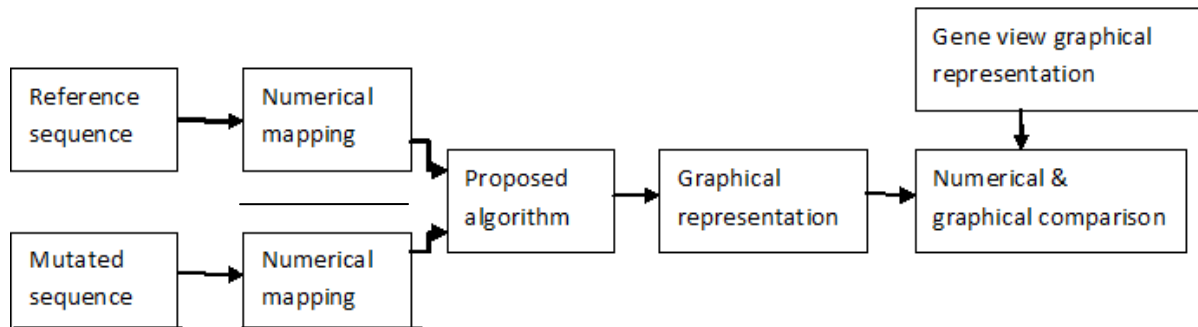 Reference
sequence
Numerical
mapping
Mutated
sequence
Numerical
mapping
Proposed
algorithm
Graphical
representation
Gene view graphical
representation
Numerical &
graphical comparison